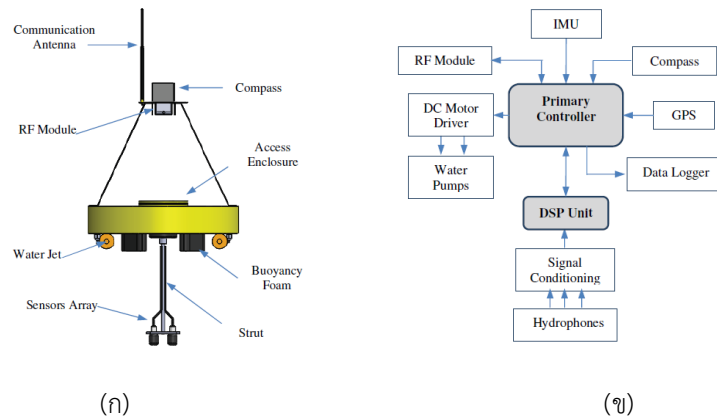 Communication
Antenna
Compass
RF Module
Access
Enclosure
Water Jet
Buoyancy
Foam
Sensors Array
Strut
(ก)
IMU
RF Module
Compass
Primary
Controller
DC Motor
Driver
GPS
Water
Pumps
Data Logger
DSP Unit
Signal
Conditioning
Hydrophones
(ข)